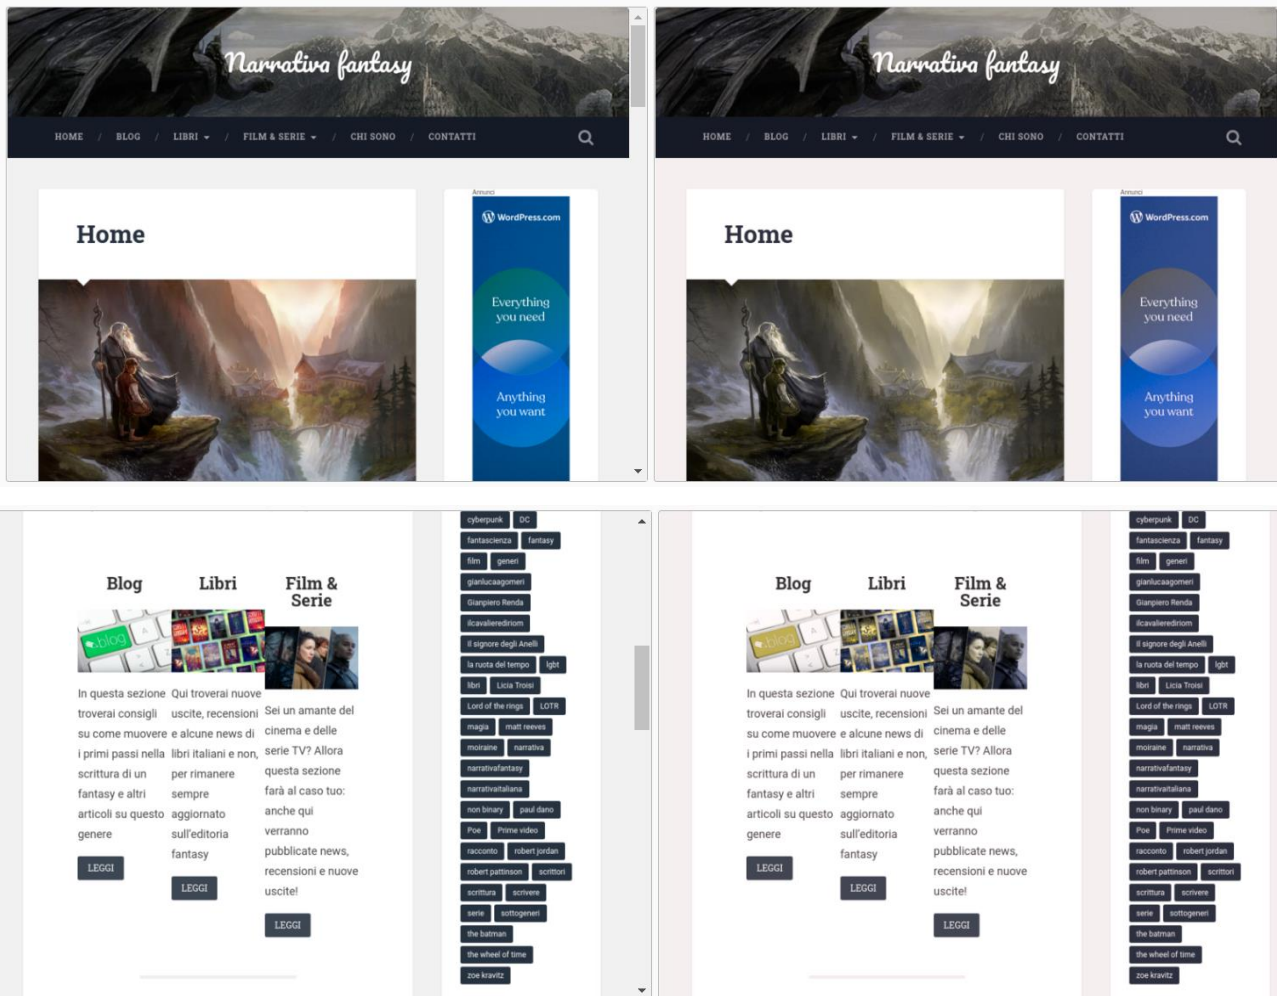 Narrativa fantasy
HOME / BLOG / LIBRI / FILM & SERIE / CHI SONO / CONTATTI
Home
Annunci
WordPress.com
Everything
you need
Anything
you want
Narrativa fantasy
HOME / BLOG / LIBRI / FILM & SERIE / CHI SONO / CONTATTI
Home
Annunci
WordPress.com
Everything
you need
Anything
you want
Blog
blog
In questa sezione
troverai consigli
su come muovere
i primi passi nella
scrittura di un
fantasy e altri
articoli su questo
genere
LEGGI
Libri
Qui troverai nuove
uscite, recensioni
e alcune news di
libri italiani e non,
per rimanere
sempre
aggiornato
sull'editoria
fantasy
LEGGI
Film &
Serie
Sei un amante del
cinema e delle
serie TV? Allora
questa sezione
farà al caso tuo:
anche qui
verranno
pubblicate news,
recensioni e nuove
uscite!
LEGGI
cyberpunk DC
fantascienza fantasy
film generi
gianlucaagomeri
Gianpiero Renda
ilcavalierediriom
Il signore degli Anelli
la ruota del tempo lgbt
libri Licia Troisi
Lord of the rings LOTR
magia matt reeves
moiraine narrativa
narrativafantasy
narrativaitaliana
non binary paul dano
Poe Prime video
racconto robert jordan
robert pattinson scrittori
scrittura scrivere
serie sottogeneri
the batman
the wheel of time
zoe kravitz
Blog
blog
In questa sezione
troverai consigli
su come muovere
i primi passi nella
scrittura di un
fantasy e altri
articoli su questo
genere
LEGGI
Libri
Qui troverai nuove
uscite, recensioni
e alcune news di
libri italiani e non,
per rimanere
sempre
aggiornato
sull'editoria
fantasy
LEGGI
Film &
Serie
Sei un amante del
cinema e delle
serie TV? Allora
questa sezione
farà al caso tuo:
anche qui
verranno
pubblicate news,
recensioni e nuove
uscite!
LEGGI
cyberpunk DC
fantascienza fantasy
film generi
gianlucaagomeri
Gianpiero Renda
ilcavalierediriom
Il signore degli Anelli
la ruota del tempo lgbt
libri Licia Troisi
Lord of the rings LOTR
magia matt reeves
moiraine narrativa
narrativafantasy
narrativaitaliana
non binary paul dano
Poe Prime video
racconto robert jordan
robert pattinson scrittori
scrittura scrivere
serie sottogeneri
the batman
the wheel of time
zoe kravitz